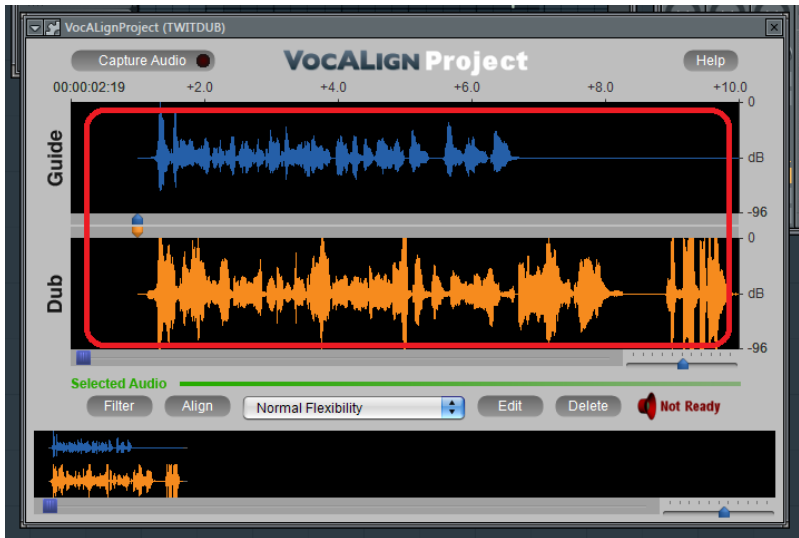 VocALignProject (TWITDUB)
Capture Audio VOCALIGN Project Help
00:00:02:19 +2.0 +4.0 +6.0 +8.0 +10.0
0
Guide dB
-96
0
Dub dB
-96
Selected Audio
Filter Align Normal Flexibility Edit Delete Not Ready